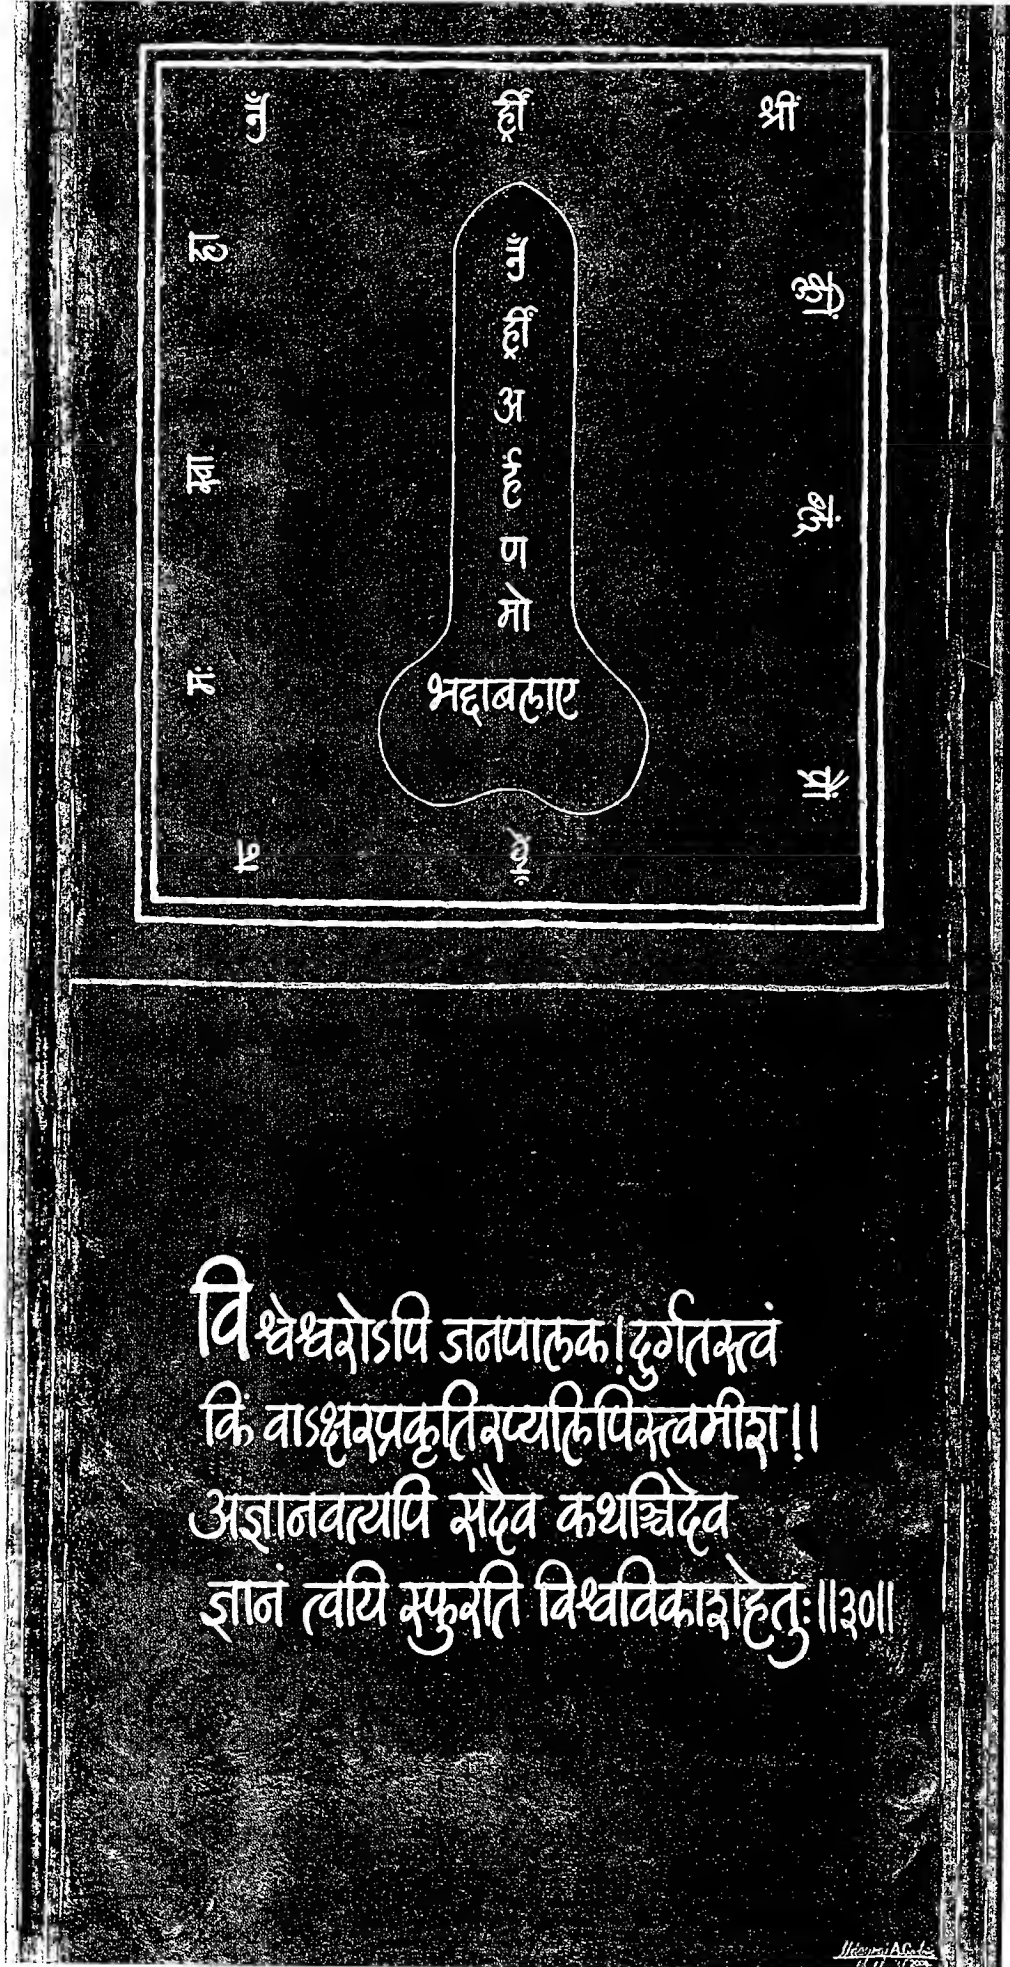 ॐ ह्रीं श्रीं
क्लीं
प्रों
ह्रूं
न
मः
स्वा
हा
ॐ
ह्रीं
अ
र्हं
ण
मो
भद्दाबलाए
विश्वेश्वरोऽपि जनपालक! दुर्गतस्त्वं
किं वाऽक्षरप्रकृतिरप्यलिपिस्त्वमीश!।
अज्ञानवत्यपि सदैव कथञ्चिदेव
ज्ञानं त्वयि स्फुरति विश्वविकाशहेतुः॥३०॥